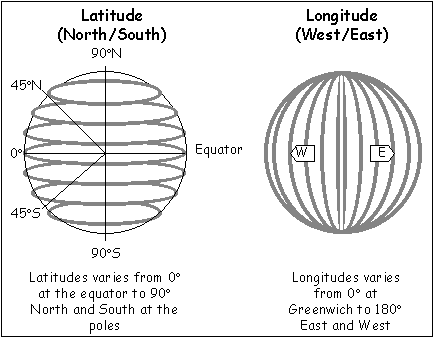 Latitude
(North/South)
90°N
45°N
0°
Equator
45°S
90°S
Latitudes varies from 0°
at the equator to 90°
North and South at the
poles
Longitude
(West/East)
W
E
Longitudes varies
from 0° at
Greenwich to 180°
East and West